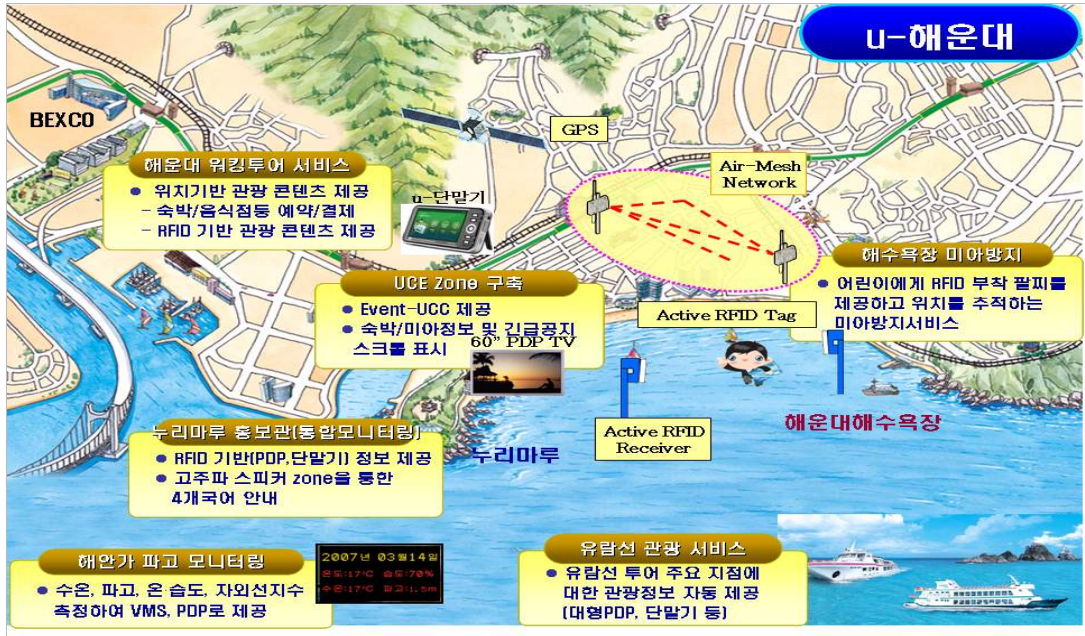 u-해운대
BEXCO
GPS
Air-Mesh
Network
해운대 워킹투어 서비스
● 위치기반 관광 콘텐츠 제공
- 숙박/음식점등 예약/결제
- RFID 기반 관광 콘텐츠 제공
u-단말기
UCE Zone 구축
● Event-UCC 제공
● 숙박/미아정보 및 긴급공지
스크롤 표시
60" PDP TV
해수욕장 미아방지
● 어린이에게 RFID 부착 팔찌를
제공하고 위치를 추적하는
미아방지서비스
Active RFID Tag
Active RFID
Receiver
해운대해수욕장
누리마루
누리마루 홍보관(통합모니터링)
● RFID 기반(PDP,단말기) 정보 제공
● 고주파 스피커 zone을 통한
4개국어 안내
해안가 파고 모니터링
● 수온, 파고, 온·습도, 자외선지수
측정하여 VMS, PDP로 제공
2007년 03월14일
온도:17℃ 습도:70%
수온:17℃ 파고:1.5m
유람선 관광 서비스
● 유람선 투어 주요 지점에
대한 관광정보 자동 제공
(대형PDP, 단말기 등)